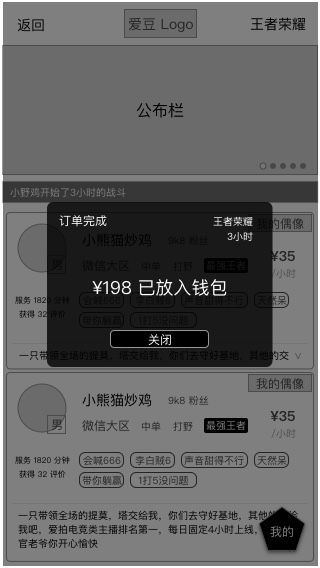 返回
爱豆 Logo
王者荣耀
公布栏
小野鸡开始了3小时的战斗
我的偶像
订单完成
王者荣耀
3小时
小熊猫炒鸡 9k8 粉丝
男
¥35
/小时
微信大区 中单 打野 最强王者
¥198 已放入钱包
服务 1820 分钟
获得 32 评价
会喊666 李白贼6 声音甜得不行 天然呆
带你躺赢 1打5没问题
关闭
一只带领全场的提莫，塔交给我，你们去守好基地，其他的交
我的偶像
小熊猫炒鸡 9k8 粉丝
男
¥35
/小时
微信大区 中单 打野 最强王者
服务 1820 分钟
获得 32 评价
会喊666 李白贼6 声音甜得不行 天然呆
带你躺赢 1打5没问题
一只带领全场的提莫，塔交给我，你们去守好基地，其他的
我吧，爱拍电竞类主播排名第一，每日固定4小时上线，
官老爷你开心愉快
我的